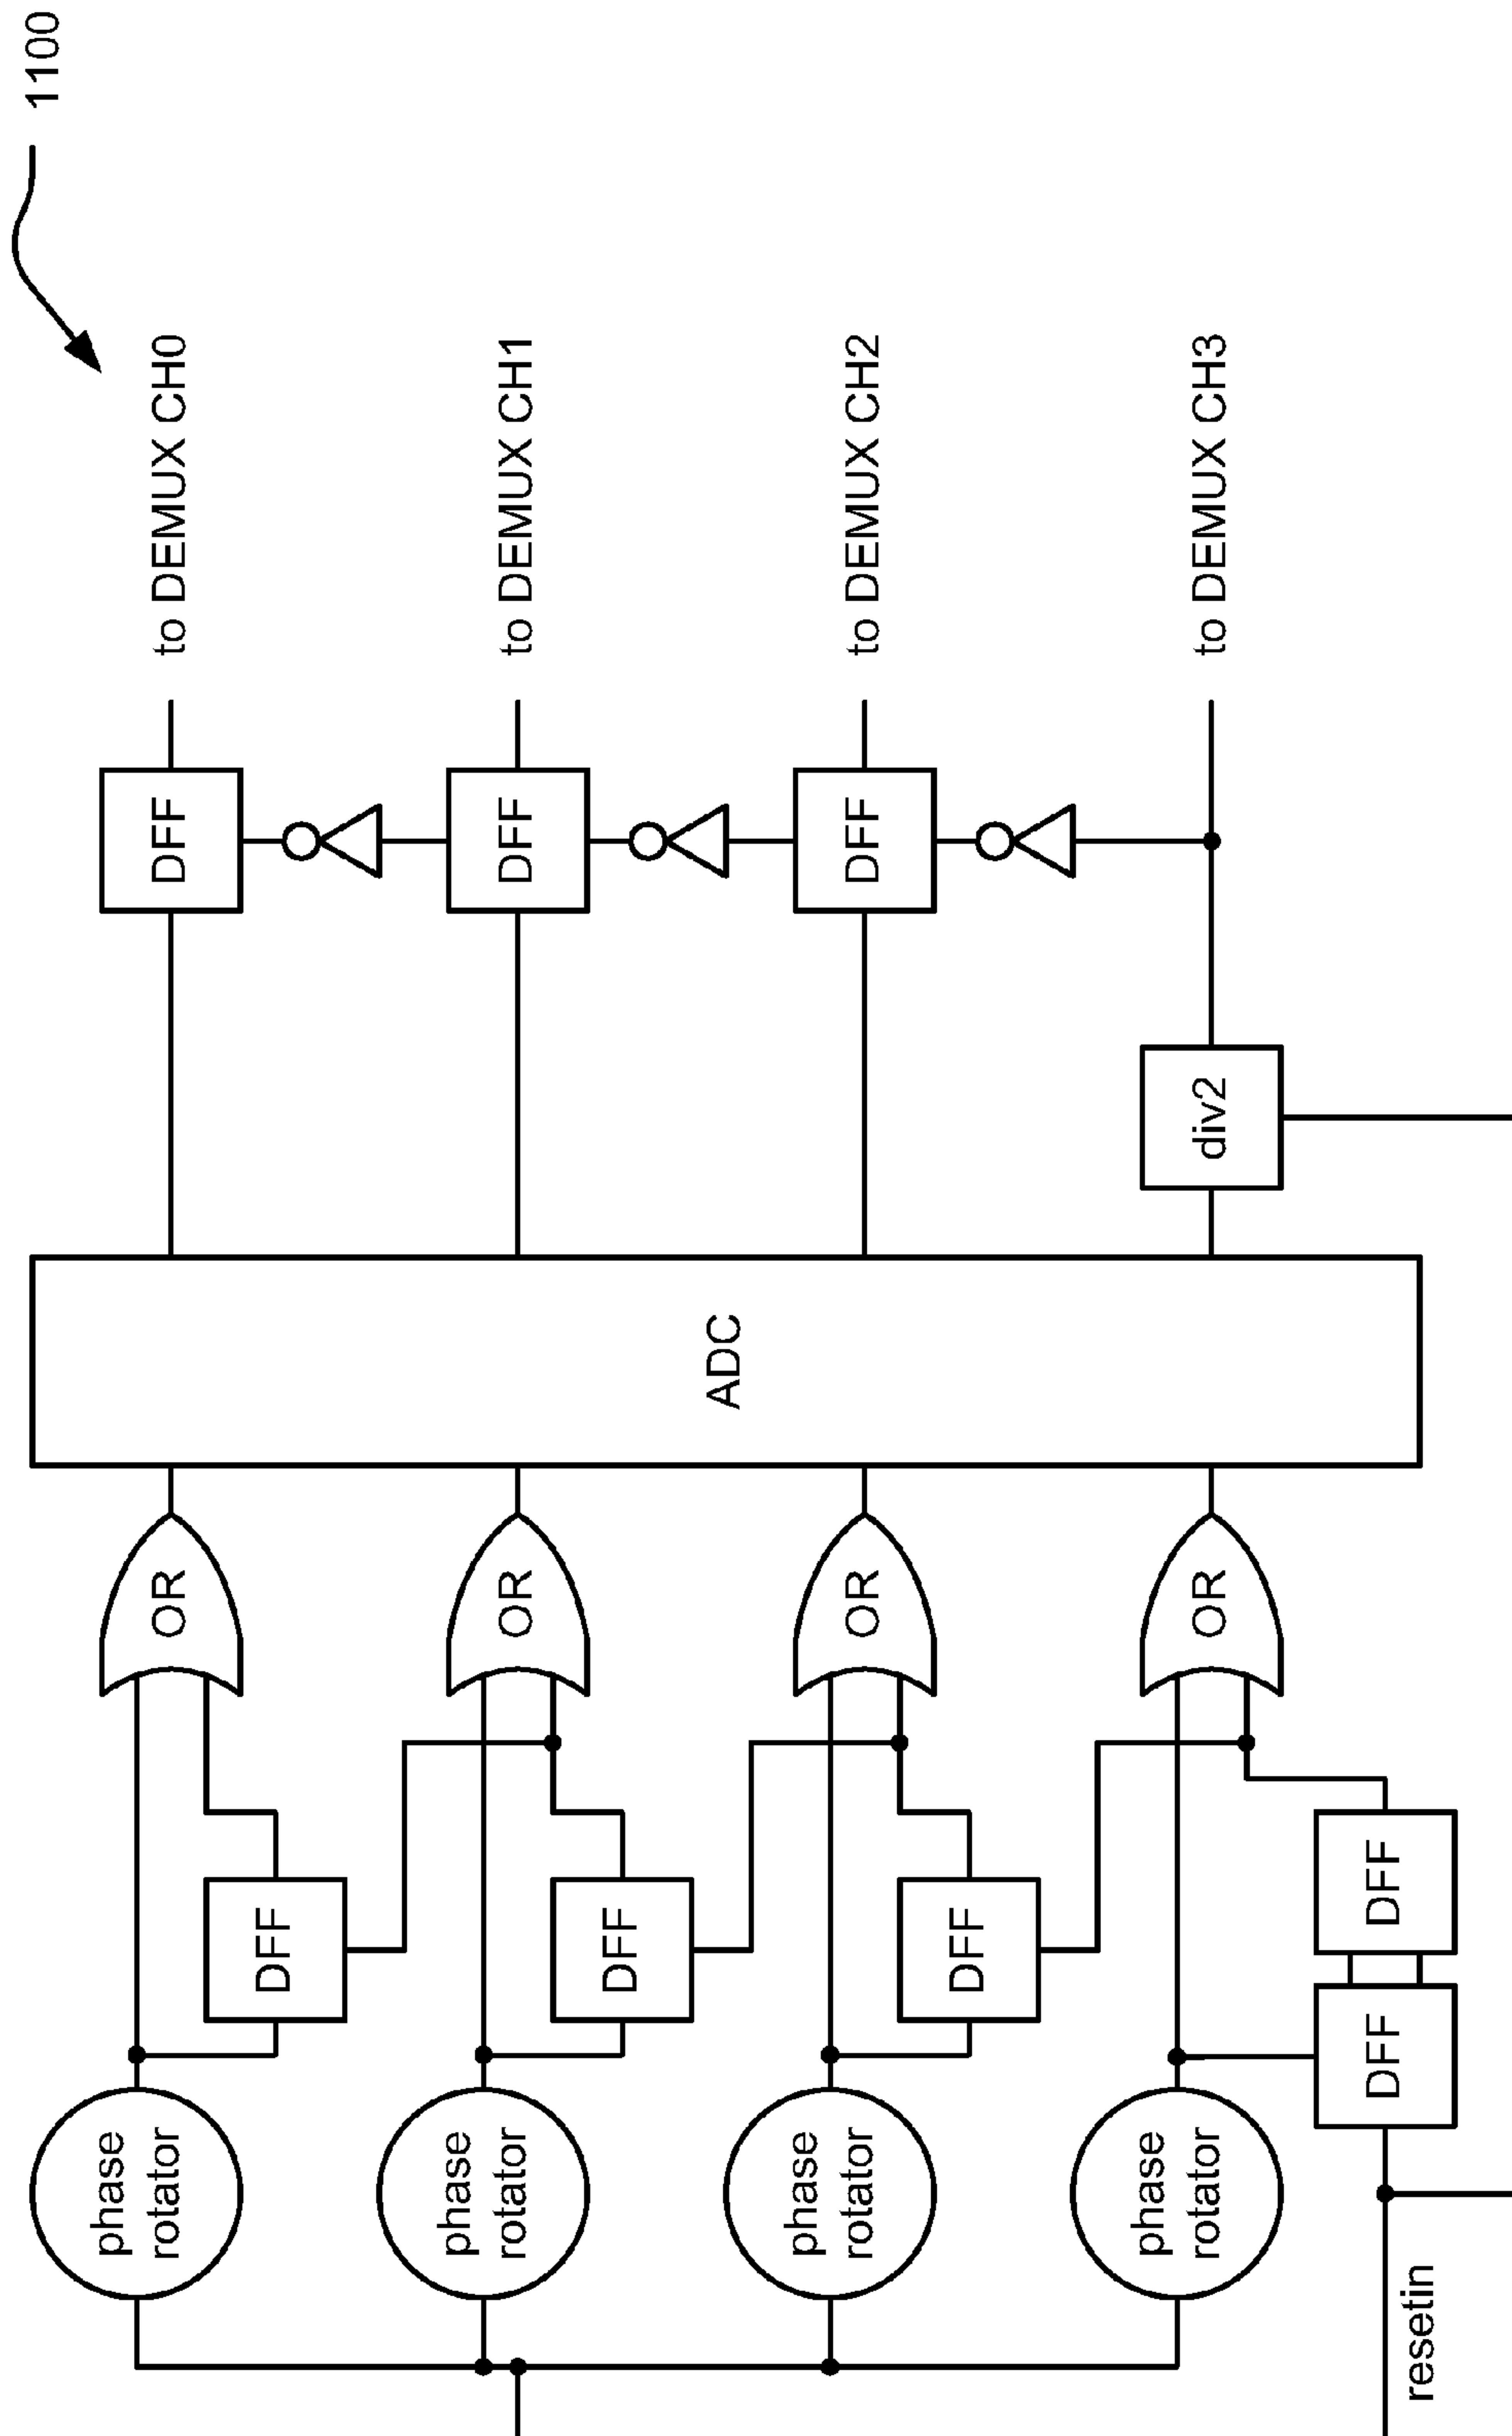 1100
to DEMUX CH0
to DEMUX CH1
to DEMUX CH2
to DEMUX CH3
DFF
DFF
DFF
div2
ADC
OR
OR
OR
OR
DFF
DFF
DFF
DFF
DFF
phase
rotator
phase
rotator
phase
rotator
phase
rotator
resetin